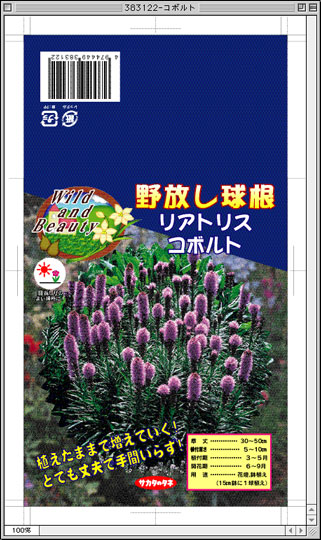 383122-コボルト
4 974449 383122
Wild
and
Beauty
野放し球根
リアトリス
コボルト
植えたままで増えていく!
とても丈夫で手間いらず!
サカタのタネ
草丈 30〜50cm
植付深さ 5〜10cm
植付期 3〜5月
開花期 6〜9月
用途 花壇、鉢植え
(15cm鉢に1球植え)
100%